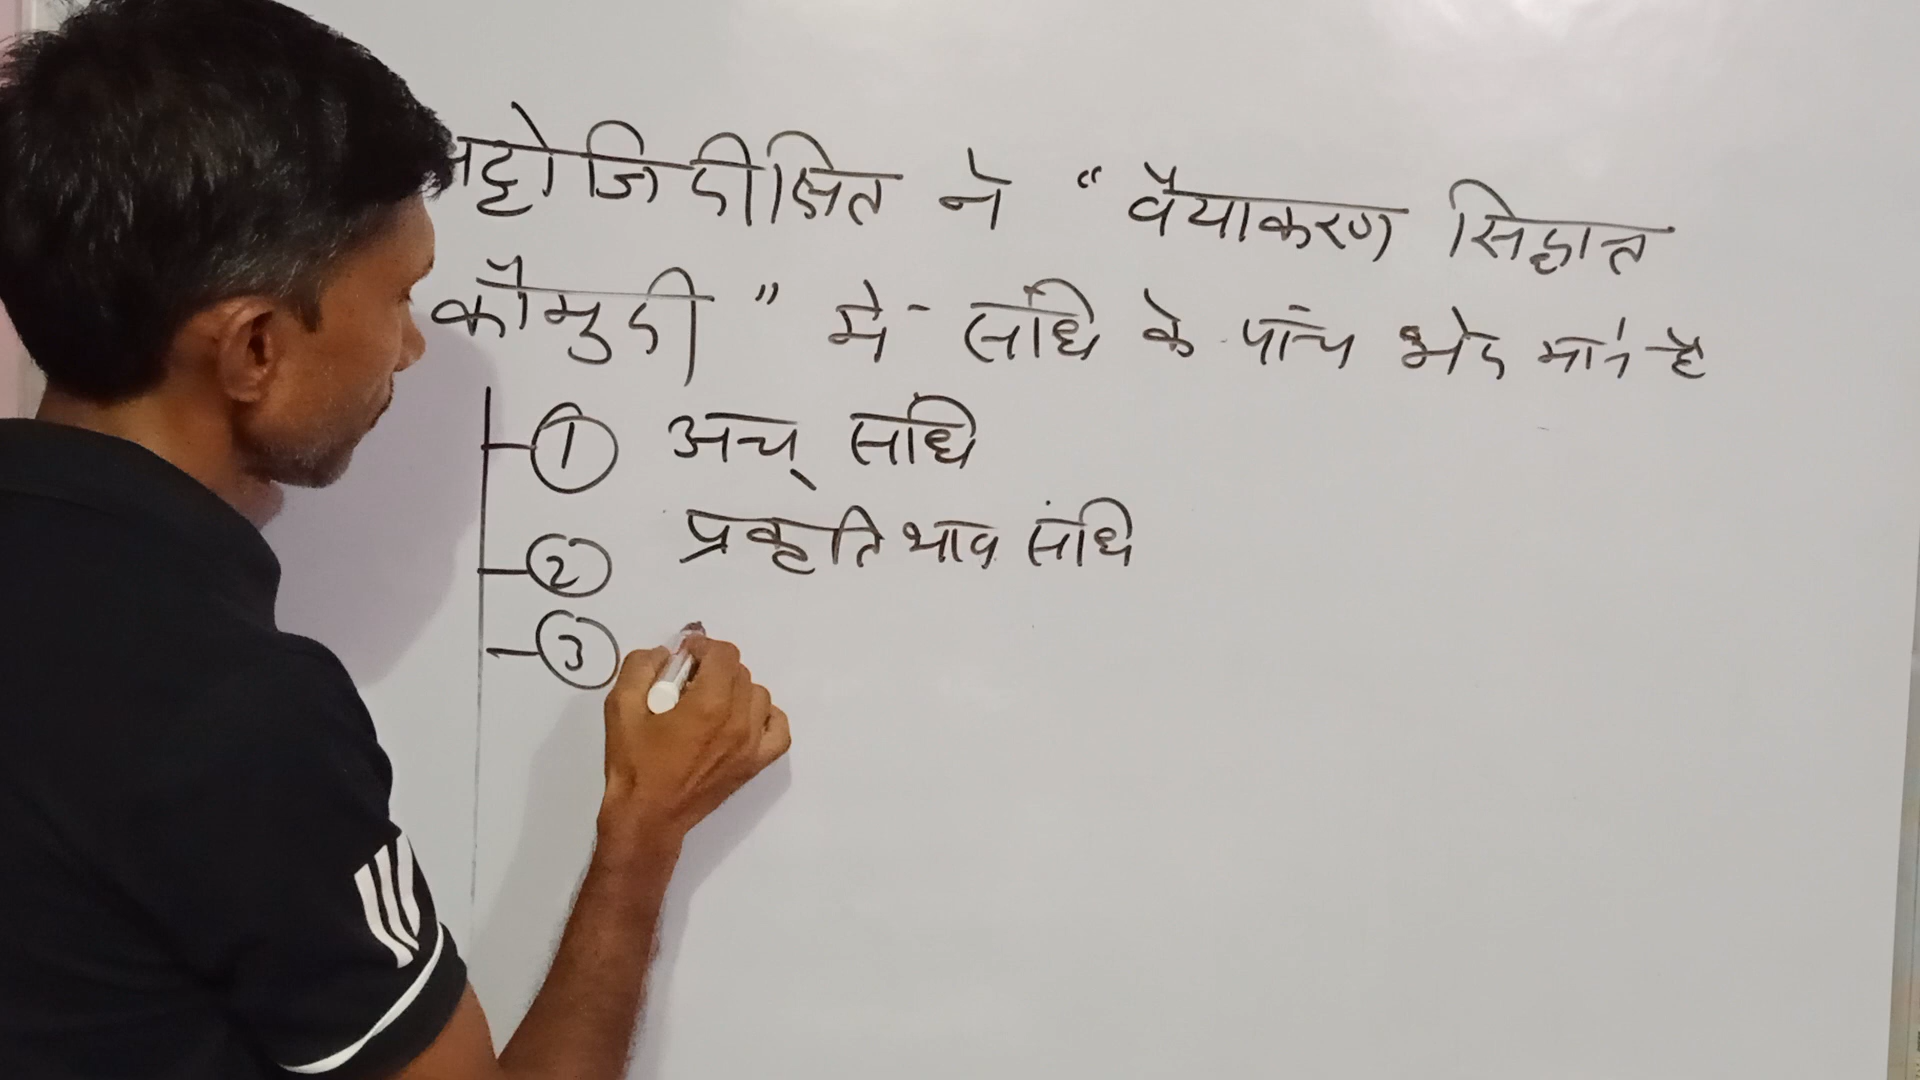 भट्टोजि दीक्षित ने “वैयाकरण सिद्धात
कौमुदी” में संधि के पांच भेद माने है
1 अच् संधि
2 प्रकृति भाव संधि
3